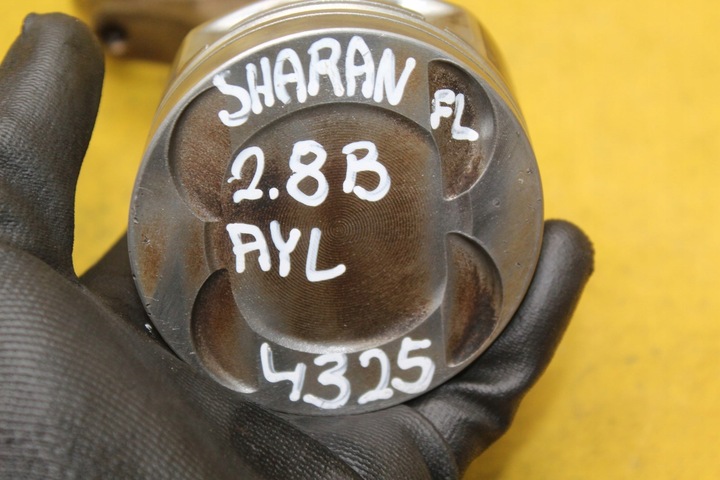 SHARAN
FL
2.8B
AYL
4325